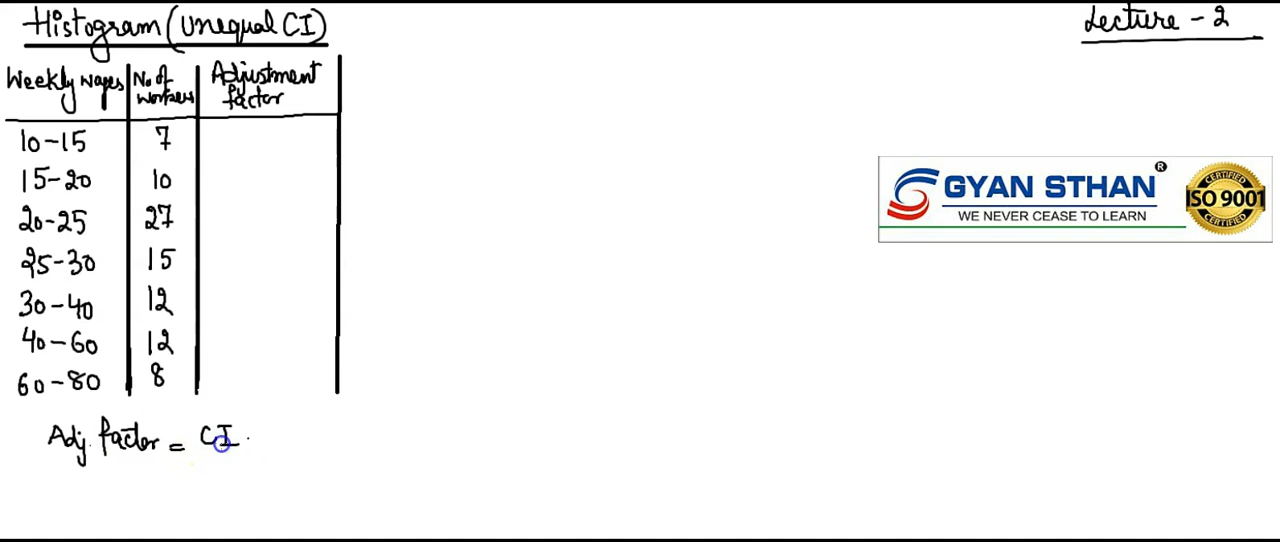 Histogram (Unequal CI)
Lecture - 2
Weekly wages No. of workers Adjustment factor
10-15 7
15-20 10
20-25 27
25-30 15
30-40 12
40-60 12
60-80 8
Adj. factor = CI
GYAN STHAN ®
WE NEVER CEASE TO LEARN
CERTIFIED
ISO 9001
CERTIFIED